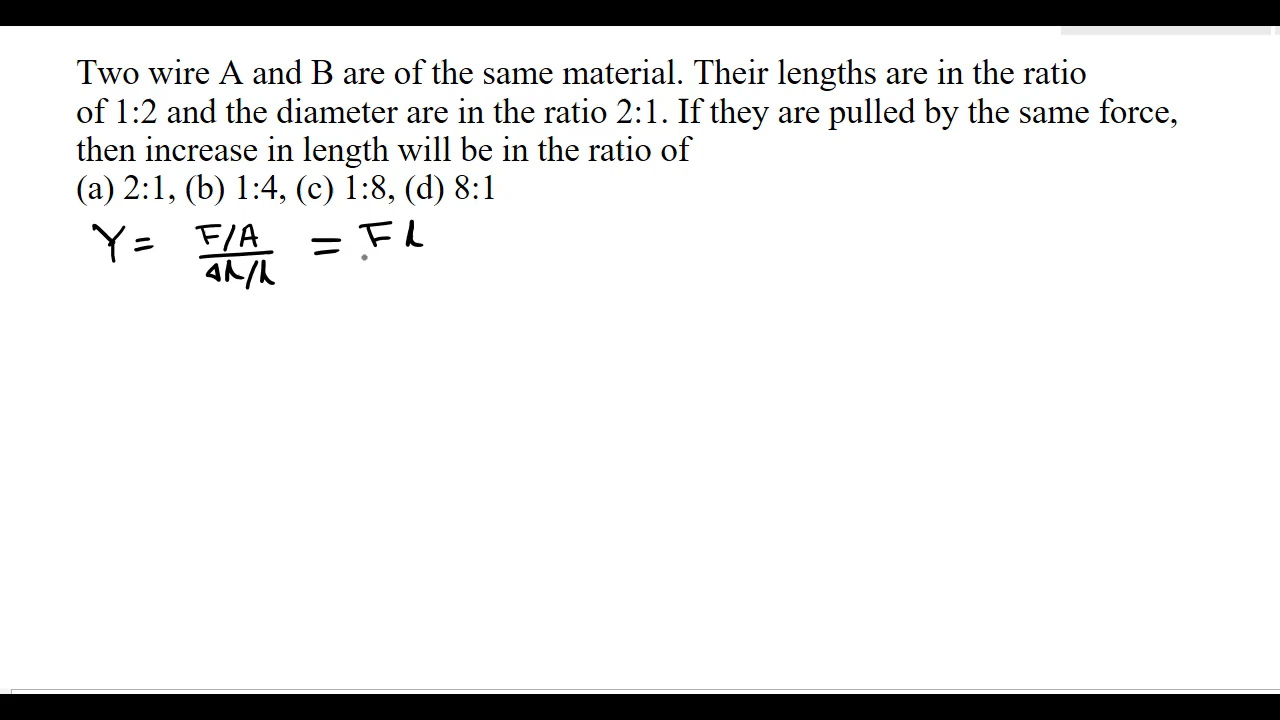 Two wire A and B are of the same material. Their lengths are in the ratio
of 1:2 and the diameter are in the ratio 2:1. If they are pulled by the same force,
then increase in length will be in the ratio of
(a) 2:1, (b) 1:4, (c) 1:8, (d) 8:1
Y = F/A / Δl/l = F l